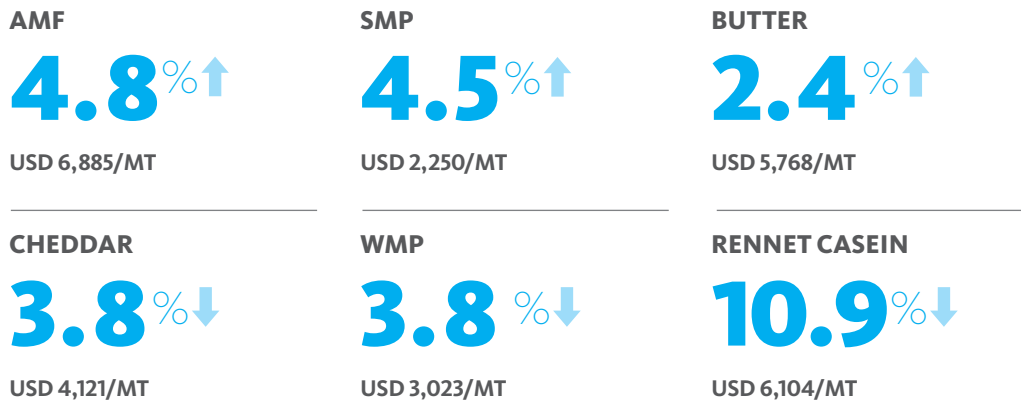 AMF
4.8%
USD 6,885/MT
SMP
4.5%
USD 2,250/MT
BUTTER
2.4%
USD 5,768/MT
CHEDDAR
3.8%
USD 4,121/MT
WMP
3.8 %
USD 3,023/MT
RENNET CASEIN
10.9%
USD 6,104/MT